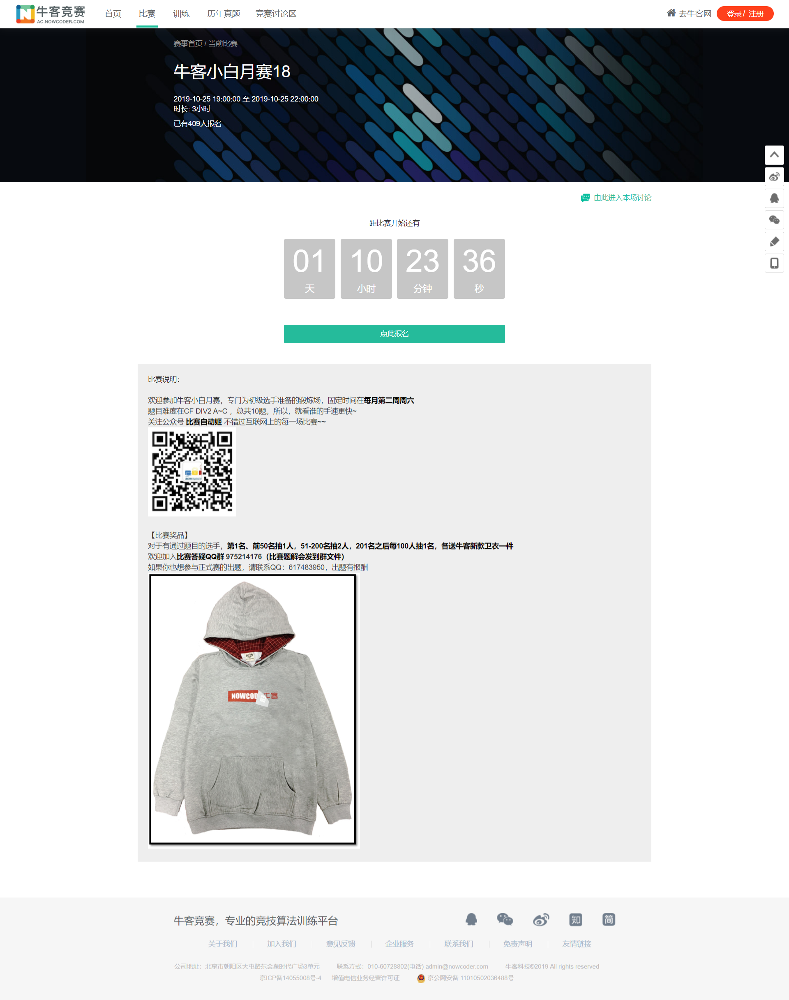 牛客竞赛
AC.NOWCODER.COM
首页 比赛 训练 历年真题 竞赛讨论区
去牛客网 登录 / 注册
赛事首页 / 当前比赛
牛客小白月赛18
2019-10-25 19:00:00 至 2019-10-25 22:00:00
时长: 3小时
已有409人报名
由此进入本场讨论
距比赛开始还有
01 10 23 36
天 小时 分钟 秒
点此报名
比赛说明：
欢迎参加牛客小白月赛，专门为初级选手准备的锻炼场，固定时间在每月第二周周六
题目难度在CF DIV2 A~C ，总共10题。所以，就看谁的手速更快~
关注公众号 比赛自动姬 不错过互联网上的每一场比赛~~
【比赛奖品】
对于有通过题目的选手，第1名、前50名抽1人，51-200名抽2人，201名之后每100人抽1名，各送牛客新款卫衣一件
欢迎加入比赛答疑QQ群 975214176（比赛题解会发到群文件）
如果你也想参与正式赛的出题，请联系QQ：617483950，出题有报酬
NOWCOD 牛客
牛客竞赛，专业的竞技算法训练平台
知 简
关于我们 加入我们 意见反馈 企业服务 联系我们 免责声明 友情链接
公司地址：北京市朝阳区大屯路东金泉时代广场3单元 联系方式：010-60728802(电话) admin@nowcoder.com 牛客科技©2019 All rights reserved
京ICP备14055008号-4 增值电信业务经营许可证 京公网安备 11010502036488号